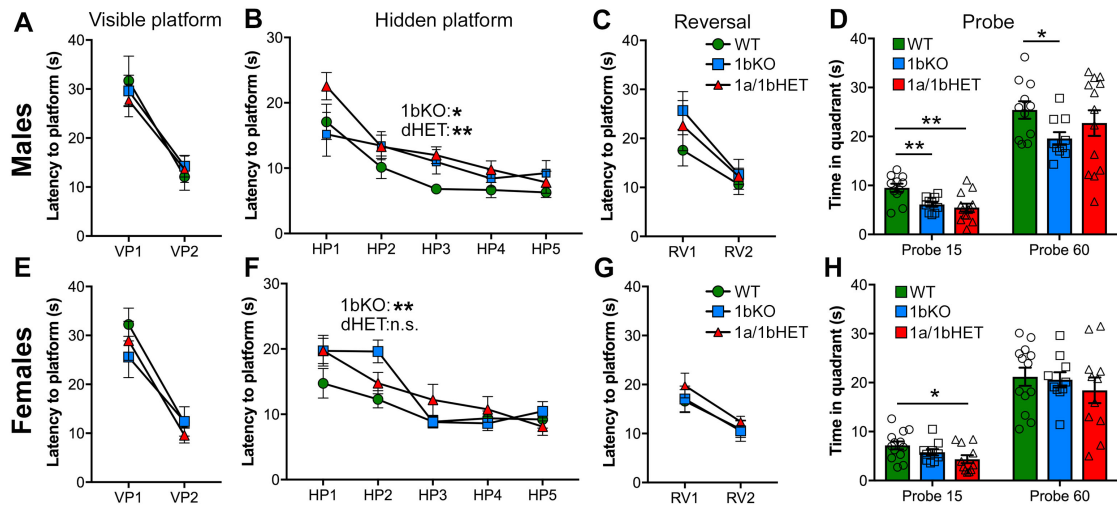 A
Visible platform
Males
Latency to platform (s)
40
30
20
10
0
VP1
VP2
B
Hidden platform
Latency to platform (s)
30
20
10
0
1bKO: *
dHET: **
HP1
HP2
HP3
HP4
HP5
C
Reversal
Latency to platform (s)
40
30
20
10
0
WT
1bKO
1a/1bHET
RV1
RV2
D
Probe
Time in quadrant (s)
40
30
20
10
0
WT
1bKO
1a/1bHET
**
**
*
Probe 15
Probe 60
E
Females
Latency to platform (s)
40
30
20
10
0
VP1
VP2
F
Latency to platform (s)
30
20
10
0
1bKO: **
dHET:n.s.
HP1
HP2
HP3
HP4
HP5
G
Latency to platform (s)
40
30
20
10
0
WT
1bKO
1a/1bHET
RV1
RV2
H
Time in quadrant (s)
40
30
20
10
0
WT
1bKO
1a/1bHET
*
Probe 15
Probe 60